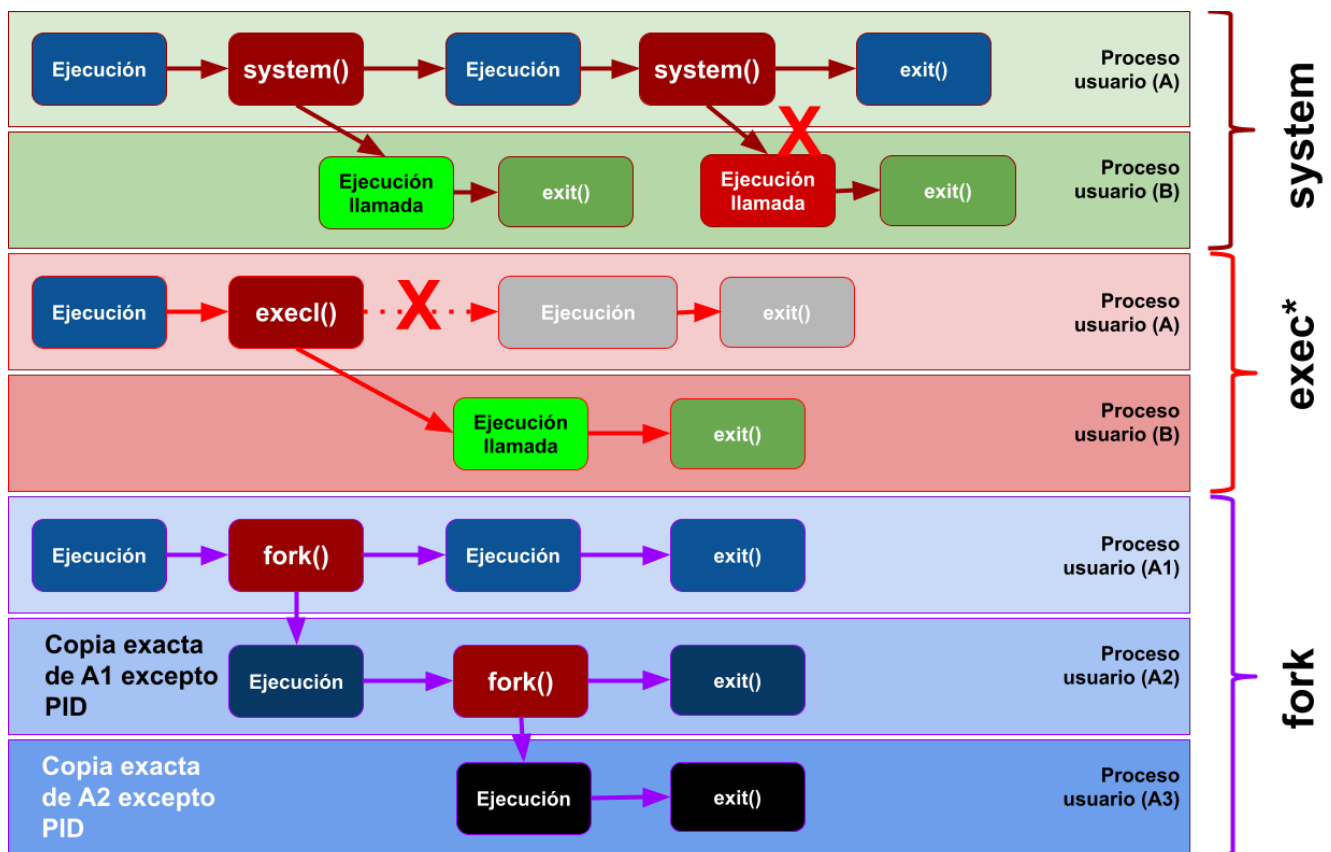 Ejecución
system()
Ejecución
system()
exit()
Proceso
usuario (A)
X
Ejecución
llamada
exit()
Ejecución
llamada
exit()
Proceso
usuario (B)
system
Ejecución
execl()
X
Ejecución
exit()
Proceso
usuario (A)
Ejecución
llamada
exit()
Proceso
usuario (B)
exec*
Ejecución
fork()
Ejecución
exit()
Proceso
usuario (A1)
Copia exacta
de A1 excepto
PID
Ejecución
fork()
exit()
Proceso
usuario (A2)
Copia exacta
de A2 excepto
PID
Ejecución
exit()
Proceso
usuario (A3)
fork